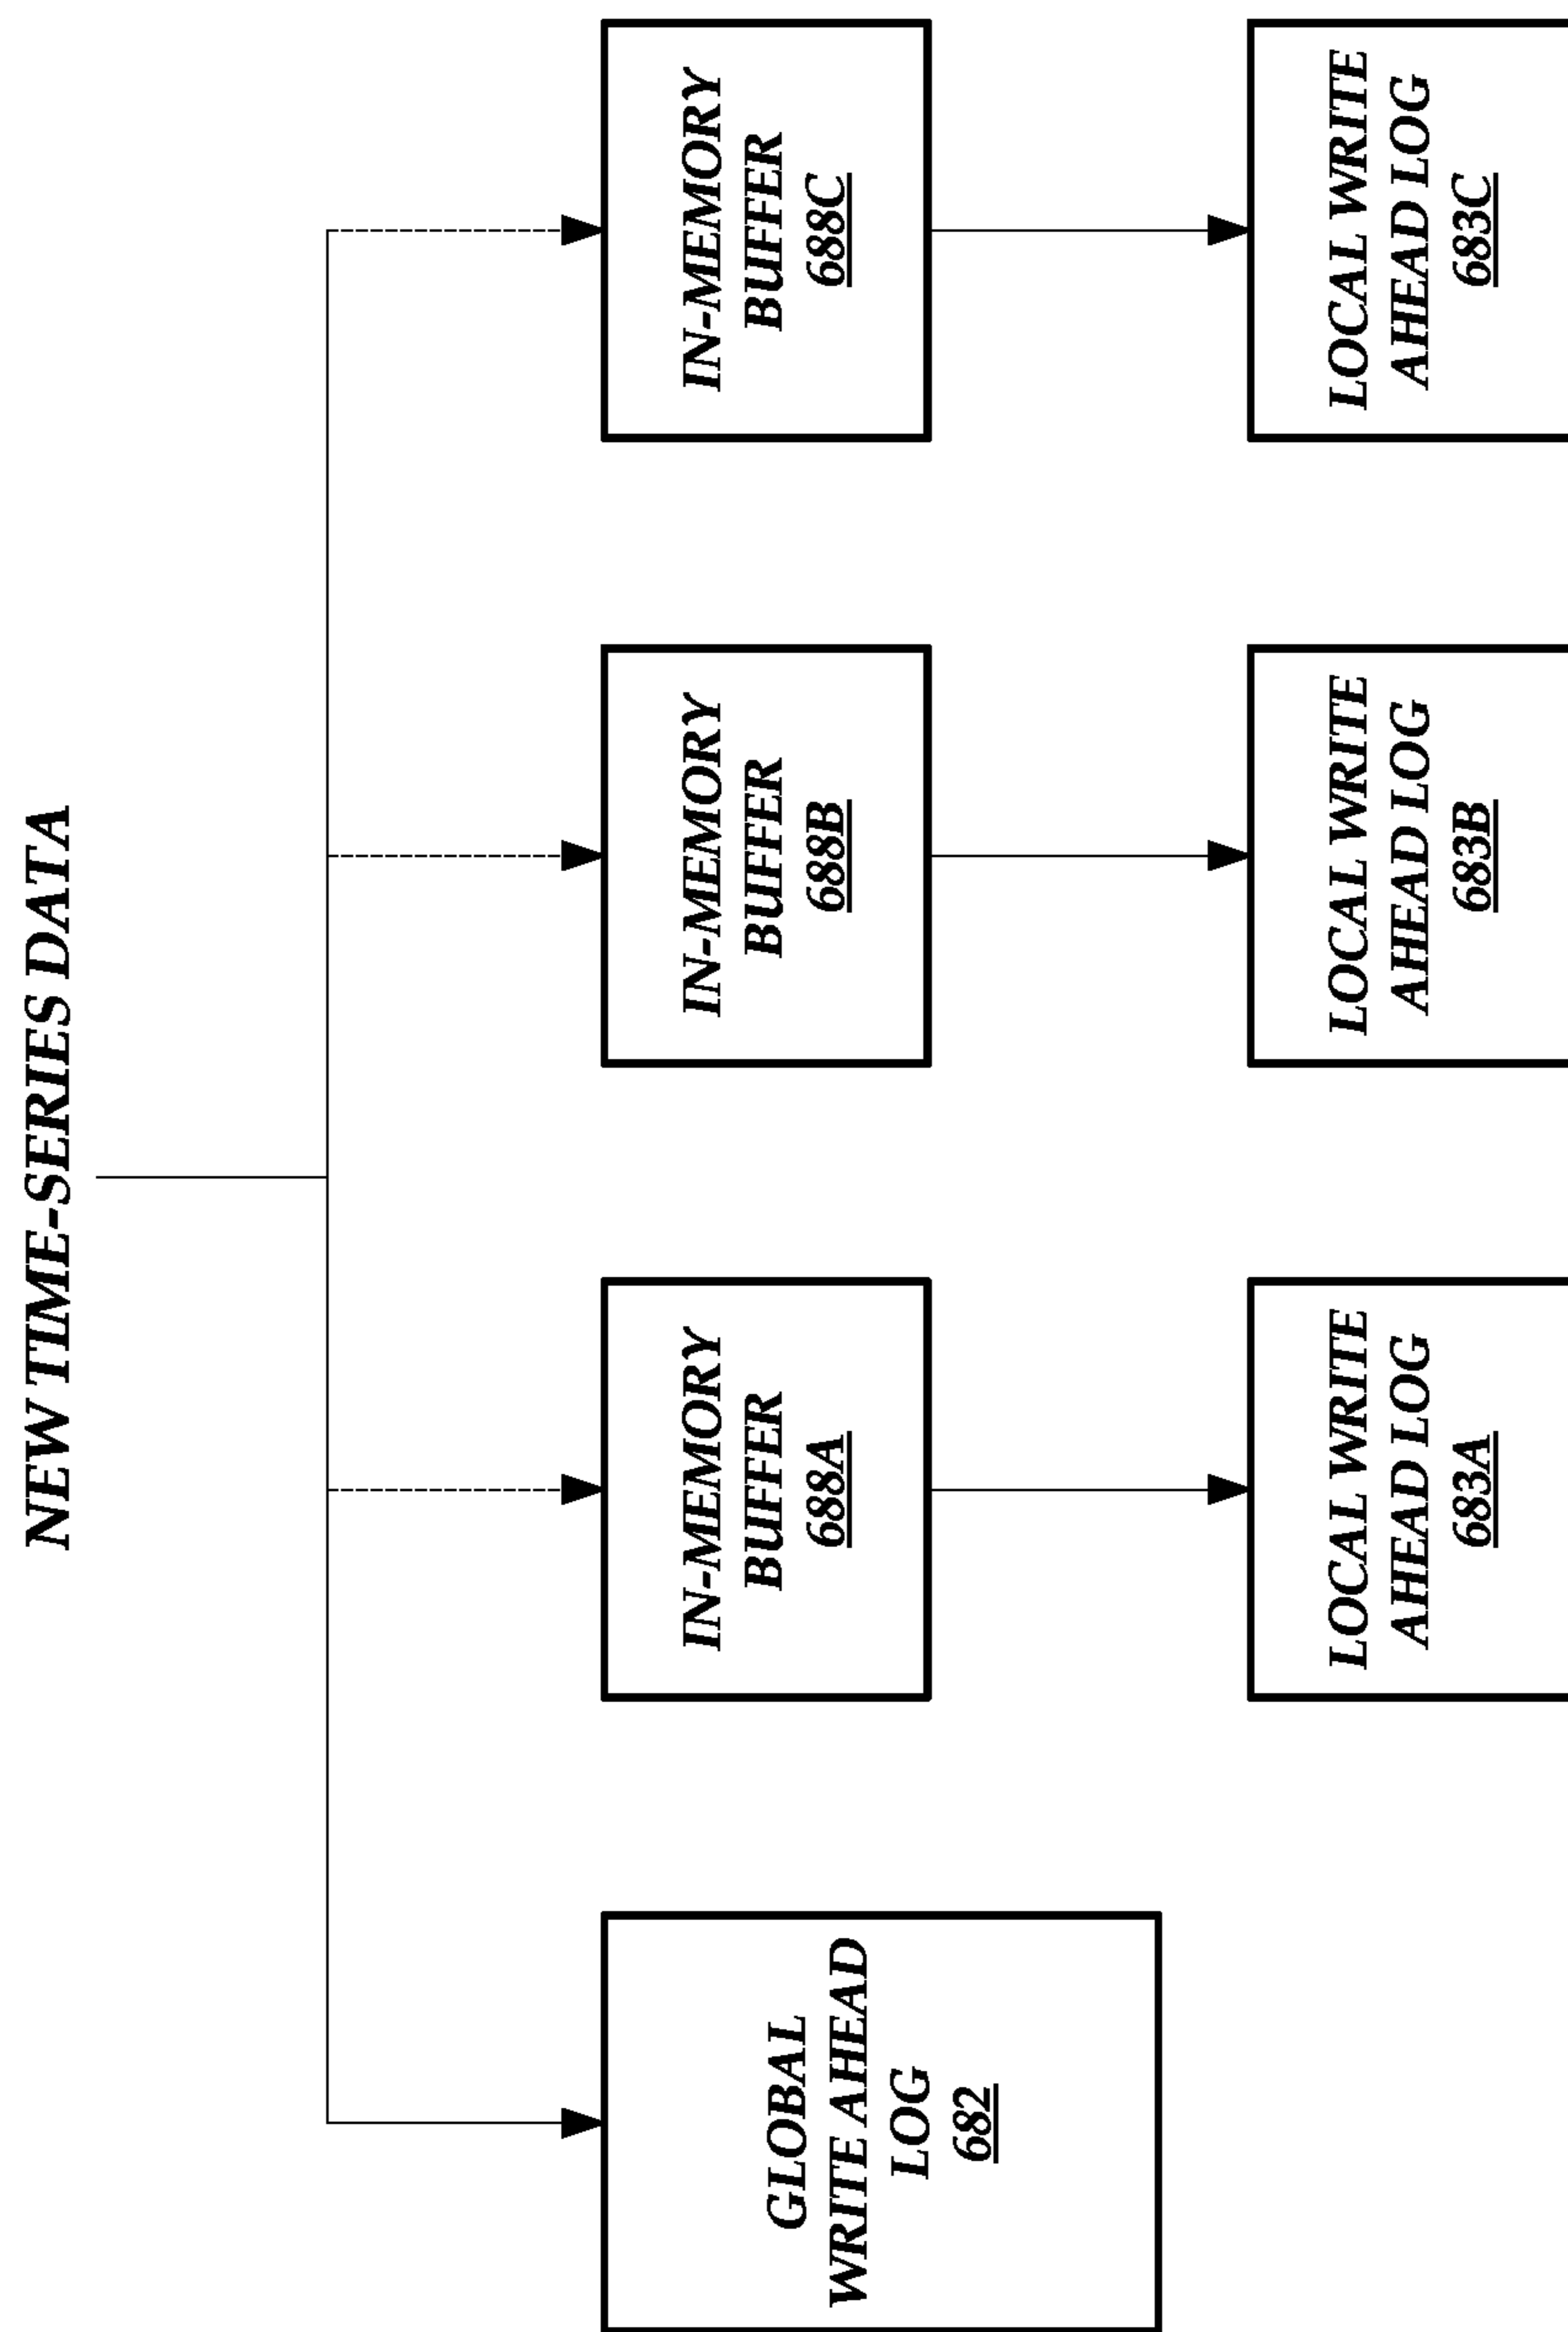 NEW TIME-SERIES DATA
GLOBAL
WRITE AHEAD
LOG
682
IN-MEMORY
BUFFER
688A
IN-MEMORY
BUFFER
688B
IN-MEMORY
BUFFER
688C
LOCAL WRITE
AHEAD LOG
683A
LOCAL WRITE
AHEAD LOG
683B
LOCAL WRITE
AHEAD LOG
683C